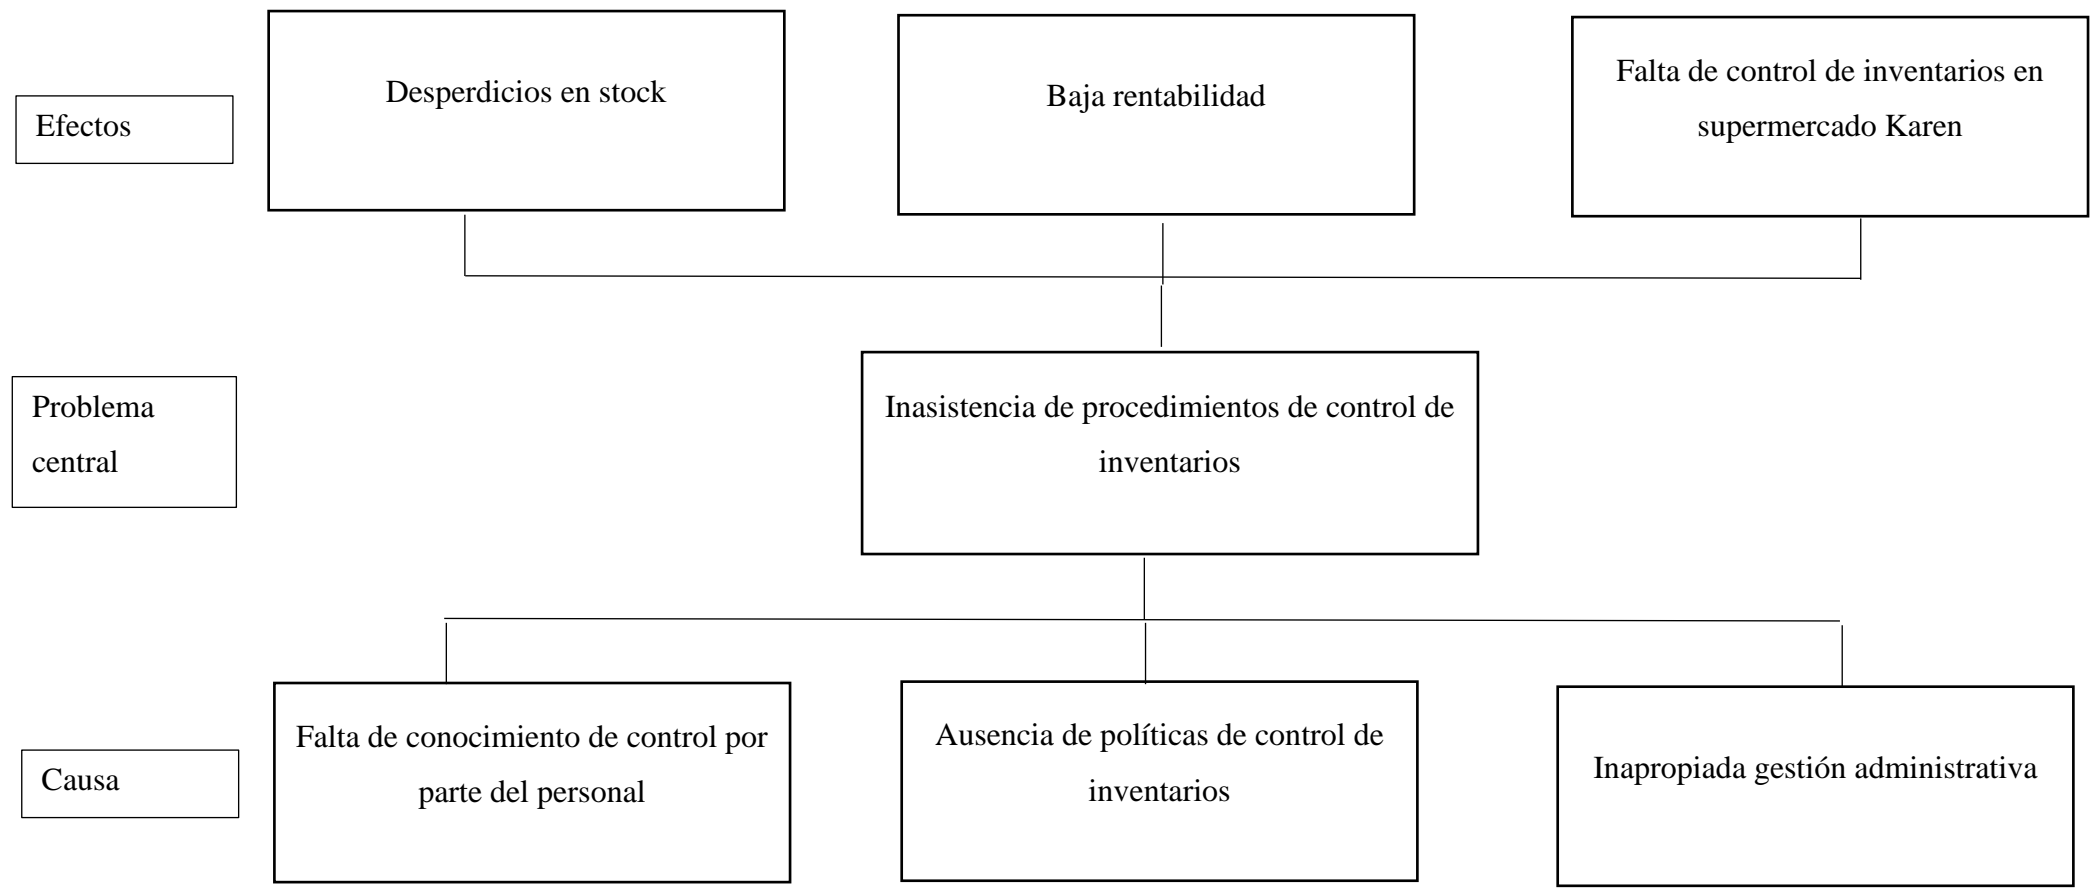 Efectos
Desperdicios en stock
Baja rentabilidad
Falta de control de inventarios en
supermercado Karen
Problema
central
Inasistencia de procedimientos de control de
inventarios
Causa
Falta de conocimiento de control por
parte del personal
Ausencia de políticas de control de
inventarios
Inapropiada gestión administrativa